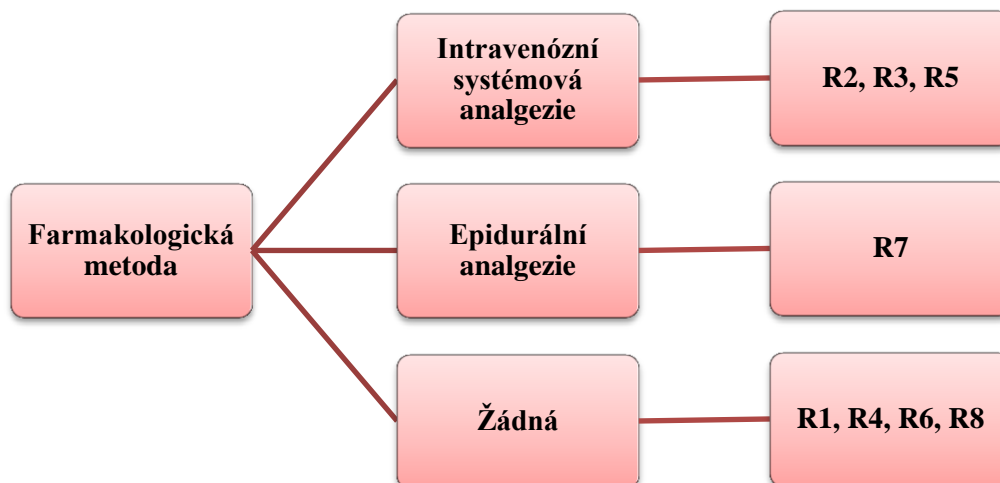 Farmakologická
metoda
Intravenózní
systémová
analgezie
R2, R3, R5
Epidurální
analgezie
R7
Žádná
R1, R4, R6, R8